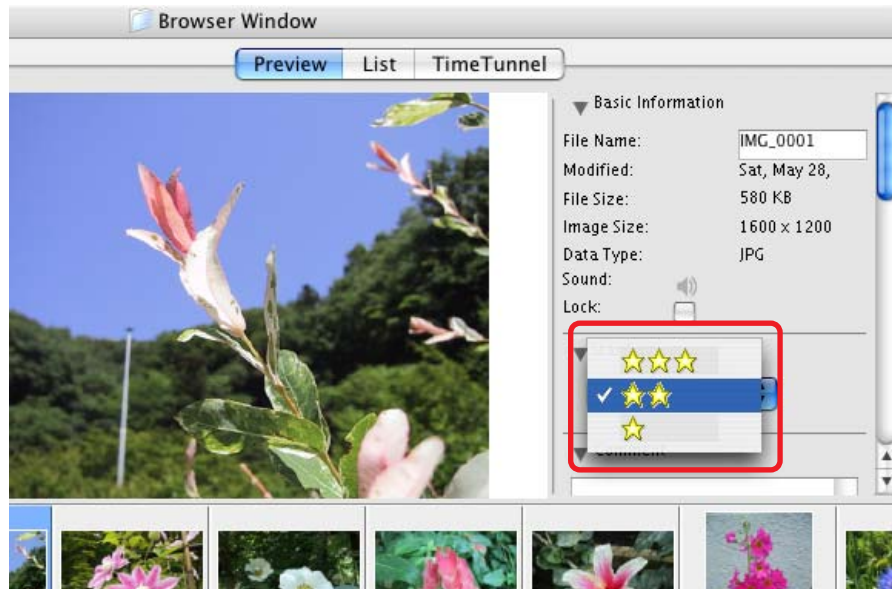 Browser Window
Preview List TimeTunnel
Basic Information
File Name: IMG_0001
Modified: Sat, May 28,
File Size: 580 KB
Image Size: 1600 x 1200
Data Type: JPG
Sound:
Lock:
Comment